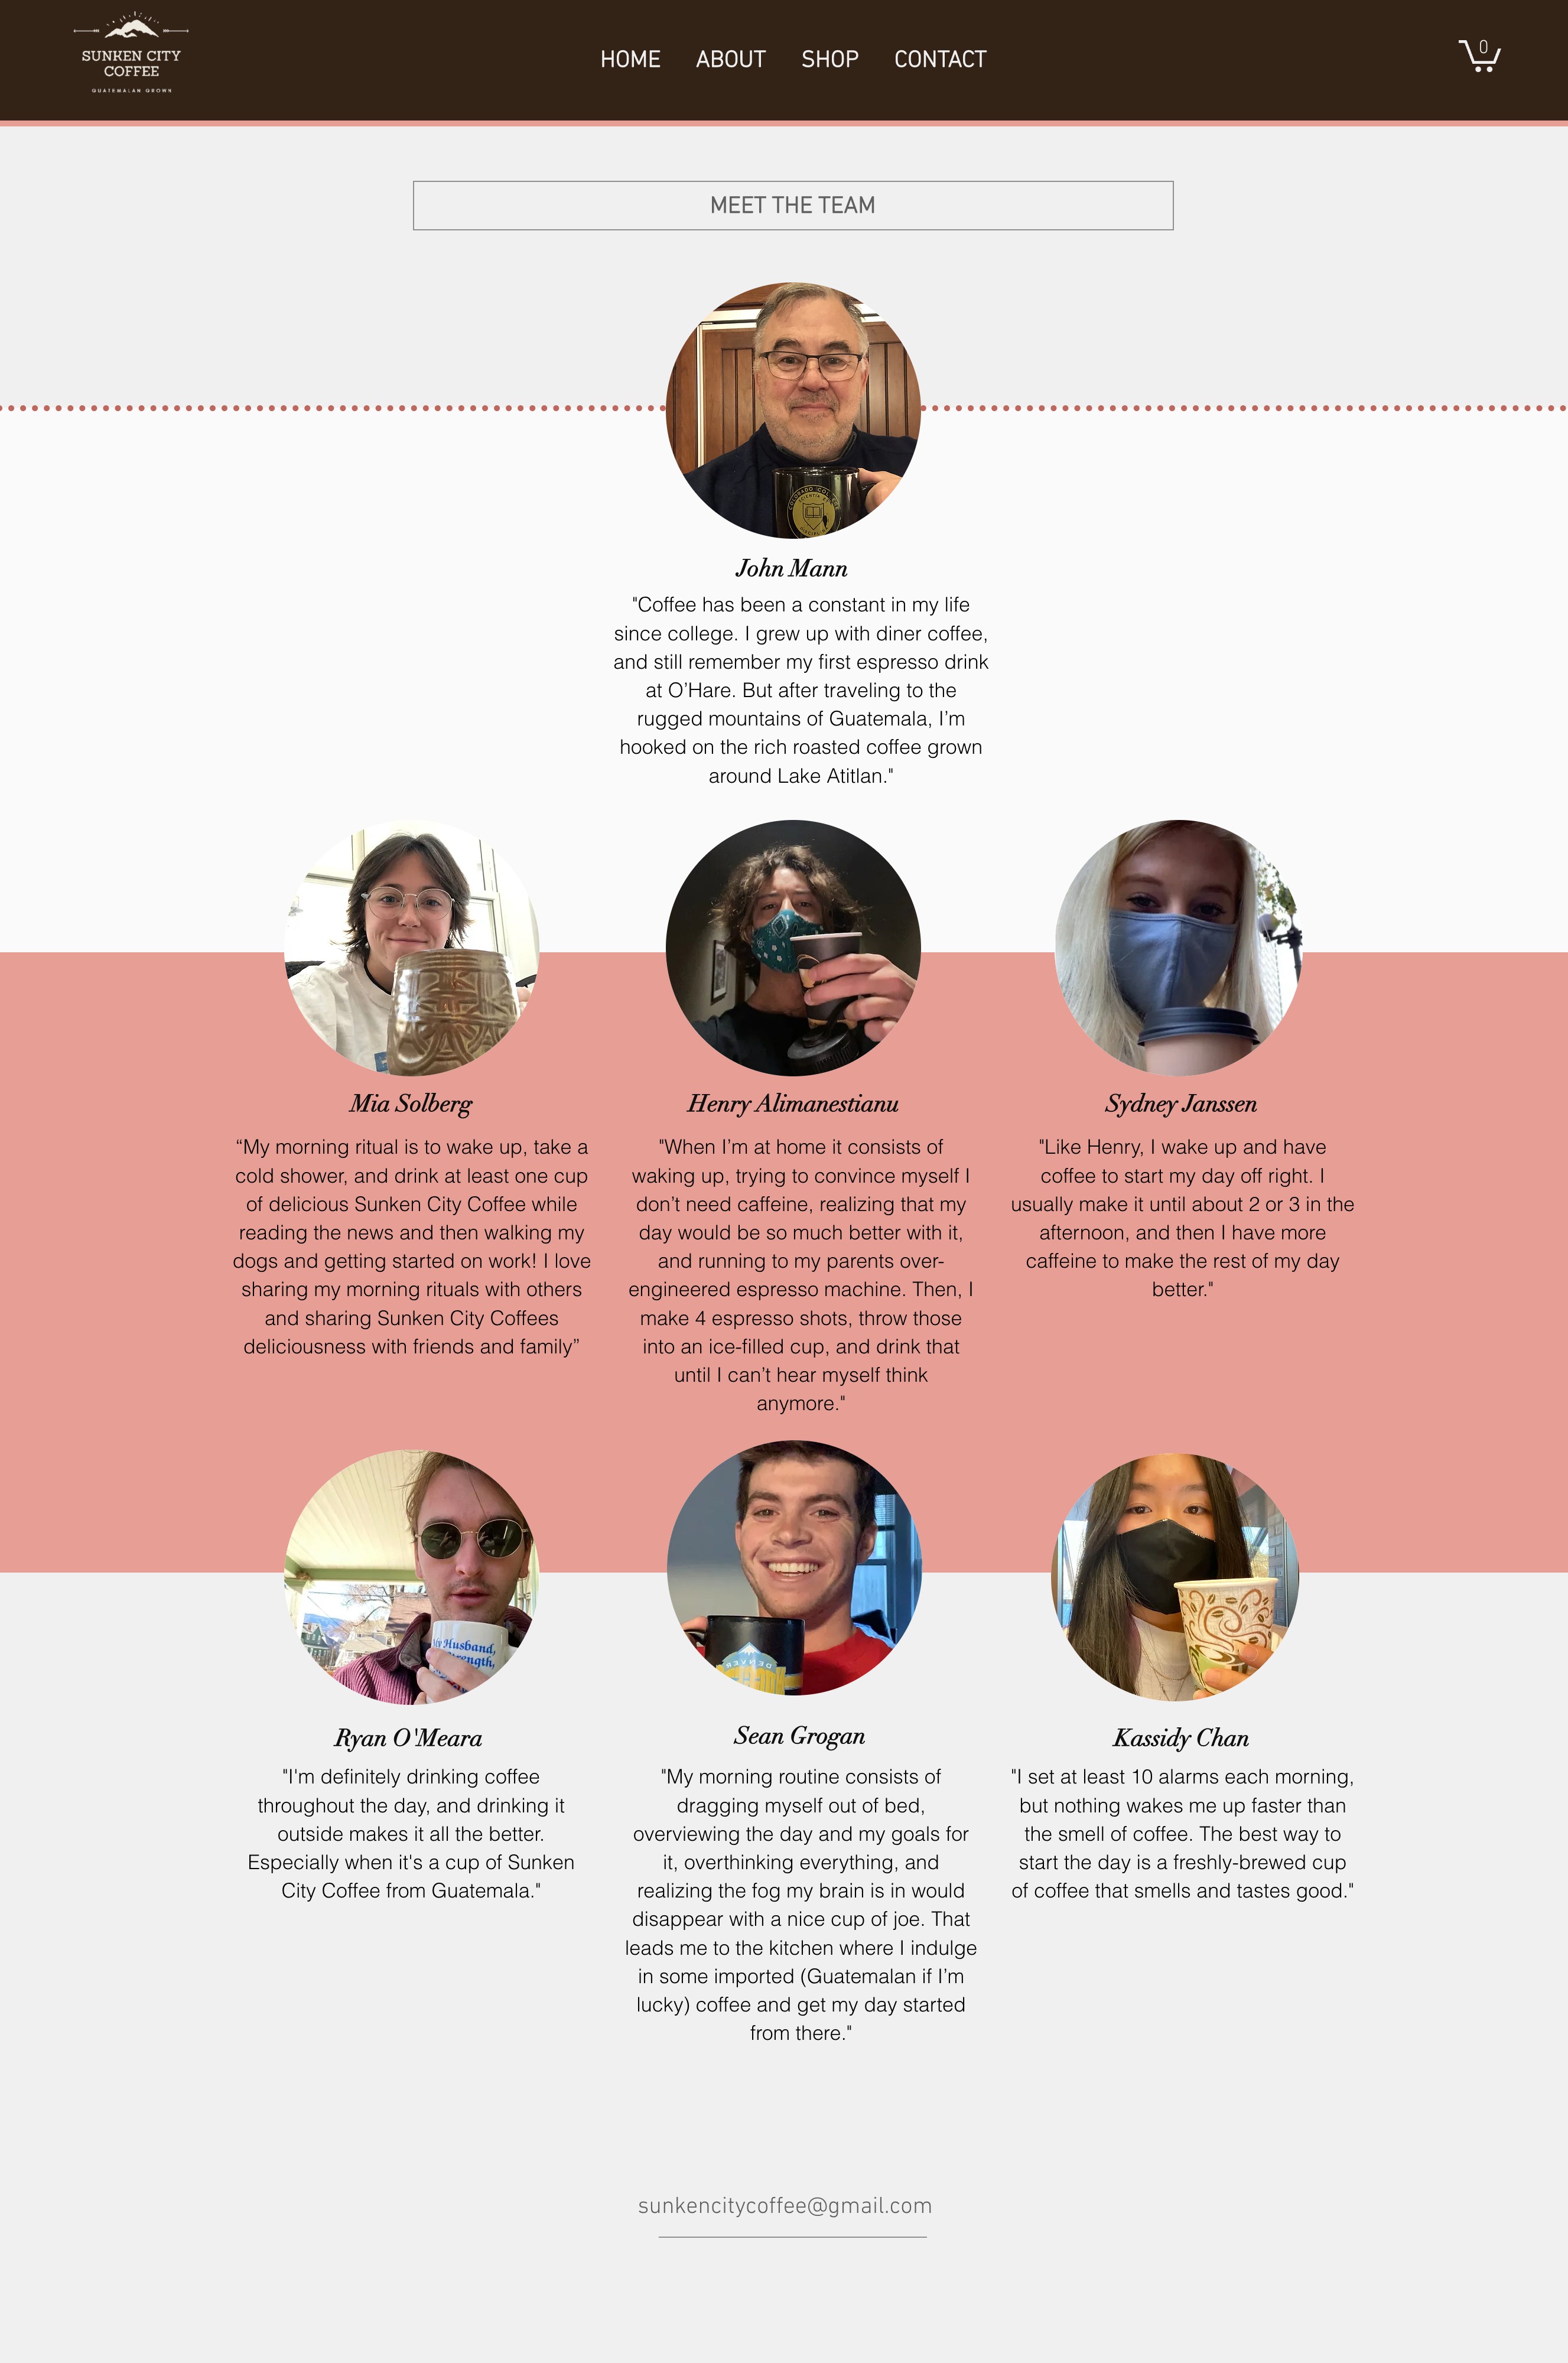 SUNKEN CITY
COFFEE
GUATEMALAN GROWN
HOME ABOUT SHOP CONTACT
0
MEET THE TEAM
COLORADO COL
SCIENTIA
DISCIPL
John Mann
"Coffee has been a constant in my life
since college. I grew up with diner coffee,
and still remember my first espresso drink
at O’Hare. But after traveling to the
rugged mountains of Guatemala, I’m
hooked on the rich roasted coffee grown
around Lake Atitlan."
Mia Solberg
“My morning ritual is to wake up, take a
cold shower, and drink at least one cup
of delicious Sunken City Coffee while
reading the news and then walking my
dogs and getting started on work! I love
sharing my morning rituals with others
and sharing Sunken City Coffees
deliciousness with friends and family”
Henry Alimanestianu
"When I’m at home it consists of
waking up, trying to convince myself I
don’t need caffeine, realizing that my
day would be so much better with it,
and running to my parents over-
engineered espresso machine. Then, I
make 4 espresso shots, throw those
into an ice-filled cup, and drink that
until I can’t hear myself think
anymore."
Sydney Janssen
"Like Henry, I wake up and have
coffee to start my day off right. I
usually make it until about 2 or 3 in the
afternoon, and then I have more
caffeine to make the rest of my day
better."
Husband,
rength,
DENVER
Ryan O'Meara
"I'm definitely drinking coffee
throughout the day, and drinking it
outside makes it all the better.
Especially when it's a cup of Sunken
City Coffee from Guatemala."
Sean Grogan
"My morning routine consists of
dragging myself out of bed,
overviewing the day and my goals for
it, overthinking everything, and
realizing the fog my brain is in would
disappear with a nice cup of joe. That
leads me to the kitchen where I indulge
in some imported (Guatemalan if I’m
lucky) coffee and get my day started
from there."
Kassidy Chan
"I set at least 10 alarms each morning,
but nothing wakes me up faster than
the smell of coffee. The best way to
start the day is a freshly-brewed cup
of coffee that smells and tastes good."
sunkencitycoffee@gmail.com